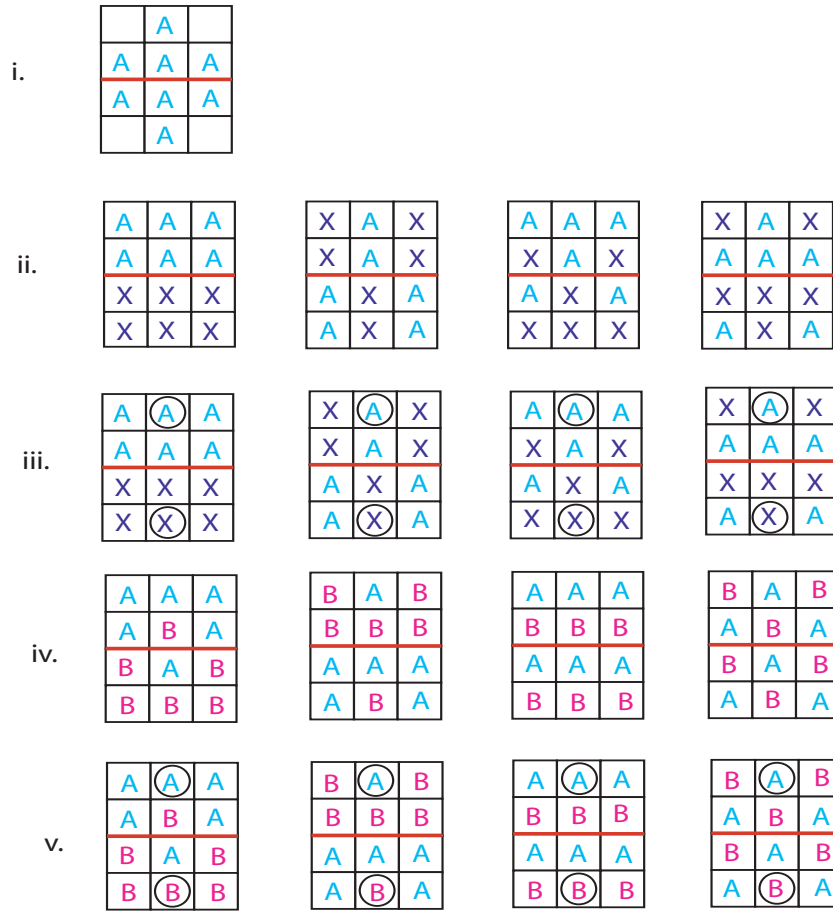 A
i. A A A
A A A
A
A A A X A X A A A X A X
ii. A A A X A X X A X A A A
X X X A X A A X A X X X
X X X A X A X X X A X A
A A A X A X A A A X A X
iii. A A A X A X X A X A A A
X X X A X A A X A X X X
X X X A X A X X X A X A
A A A B A B A A A B A B
iv. A B A B B B B B B A B A
B A B A A A A A A B A B
B B B A B A B B B A B A
A A A B A B A A A B A B
v. A B A B B B B B B A B A
B A B A A A A A A B A B
B B B A B A B B B A B A